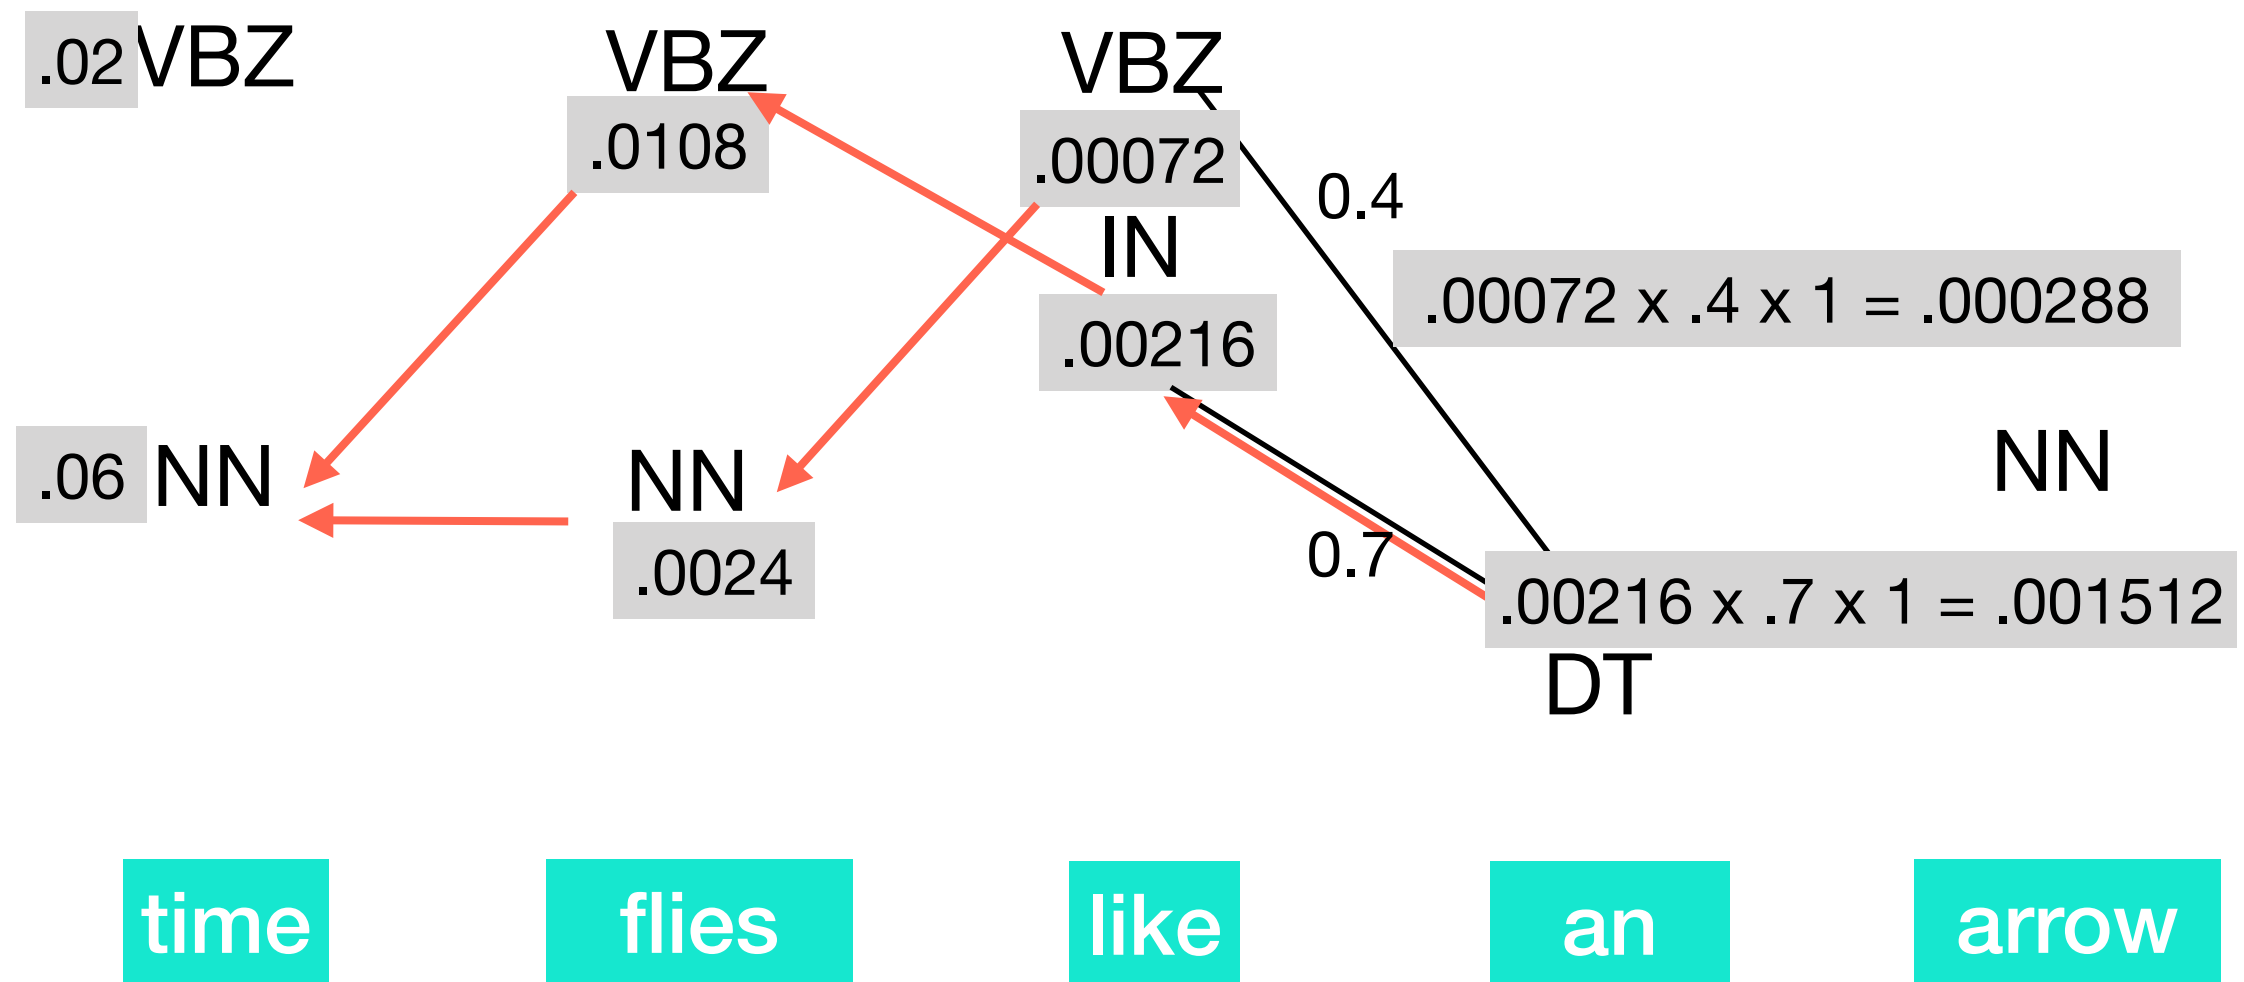 .02 VBZ
VBZ
VBZ
.0108
.00072
0.4
IN
.00072 x .4 x 1 = .000288
.00216
.06 NN
NN
NN
0.7
.0024
.00216 x .7 x 1 = .001512
DT
time
flies
like
an
arrow